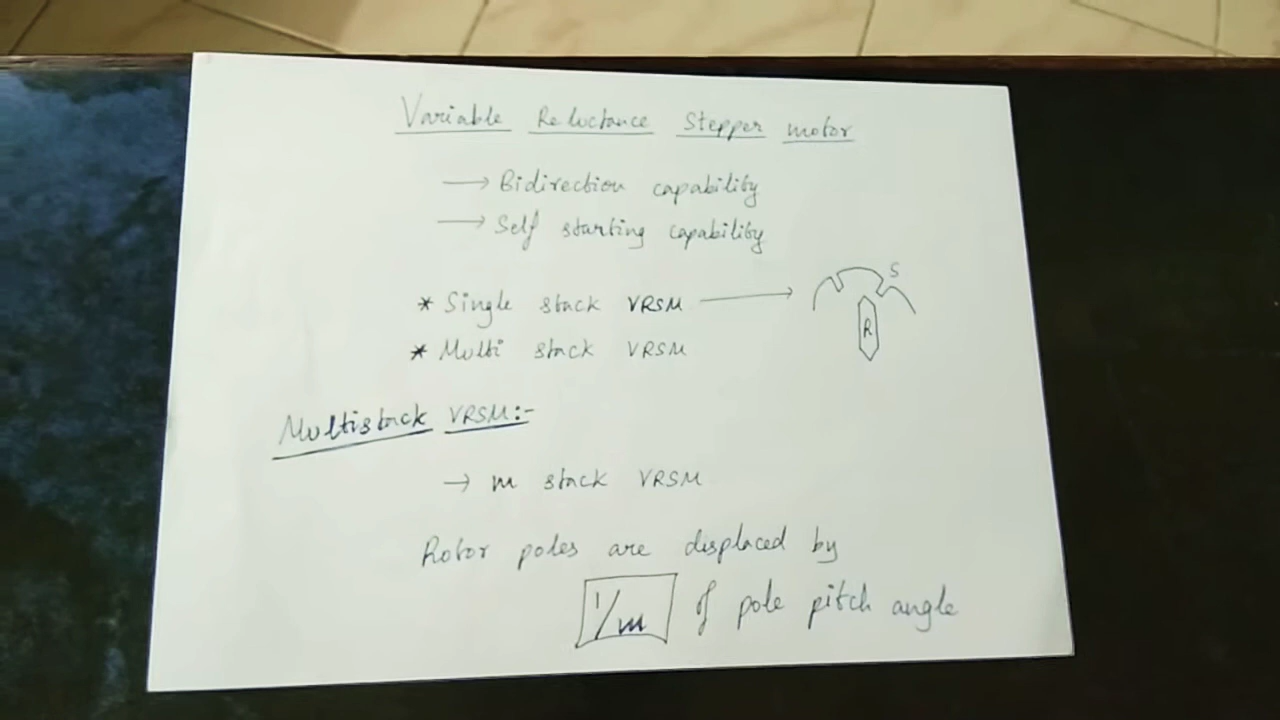 Variable Reluctance Stepper motor
→ Bidirection capability
→ Self starting capability
* Single stack VRSM →
S
R
* Multi stack VRSM
Multistack VRSM:-
→ m stack VRSM
Rotor poles are displaced by
1/m of pole pitch angle